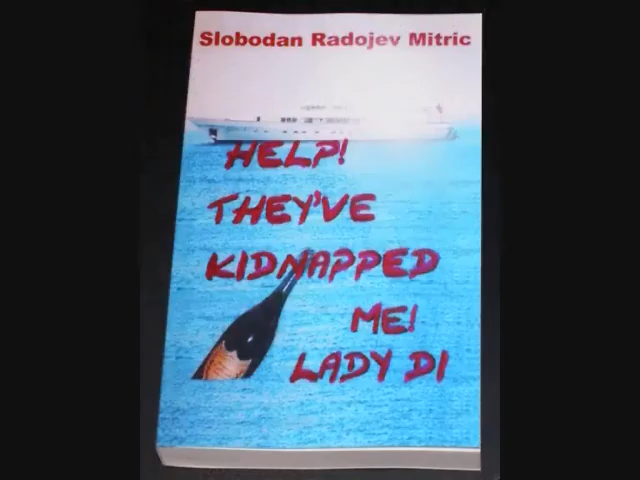 Slobodan Radojev Mitric
HELP!
THEY'VE
KIDNAPPED
ME!
LADY DI